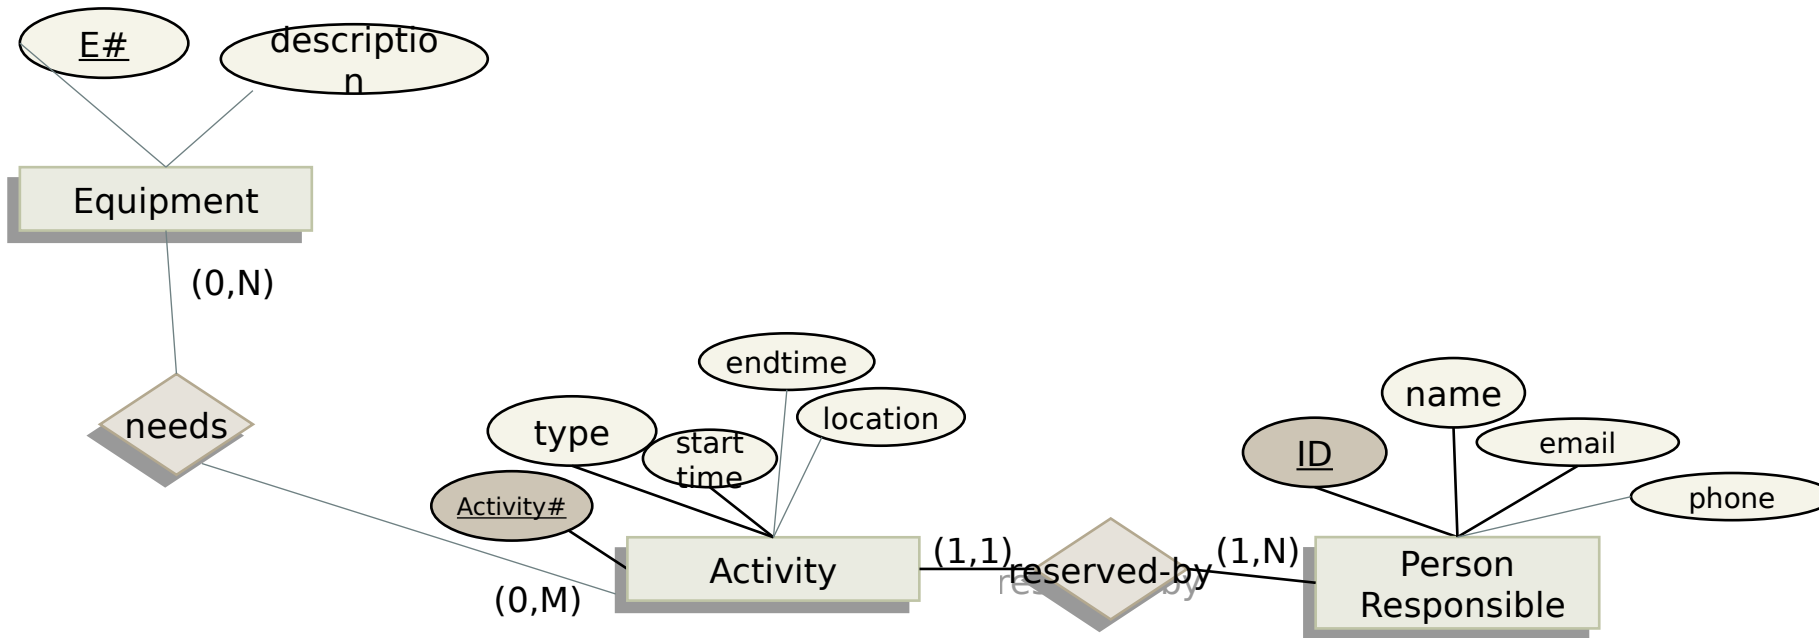 E#
descriptio
n
Equipment
(0,N)
needs
endtime
location
type
start
time
Activity#
name
ID
email
phone
(1,1)
reserved-by
(1,N)
Activity
(0,M)
Person
Responsible